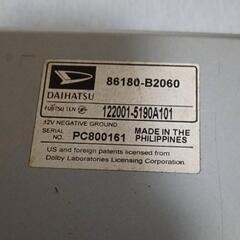 86180-B2060
DAIHATSU
FUJITSU TEN
122001-5190A101
12V NEGATIVE GROUND
SERIAL NO. PC800161
MADE IN THE PHILIPPINES
US and foreign patents licensed from
Dolby Laboratories Licensing Corporation.